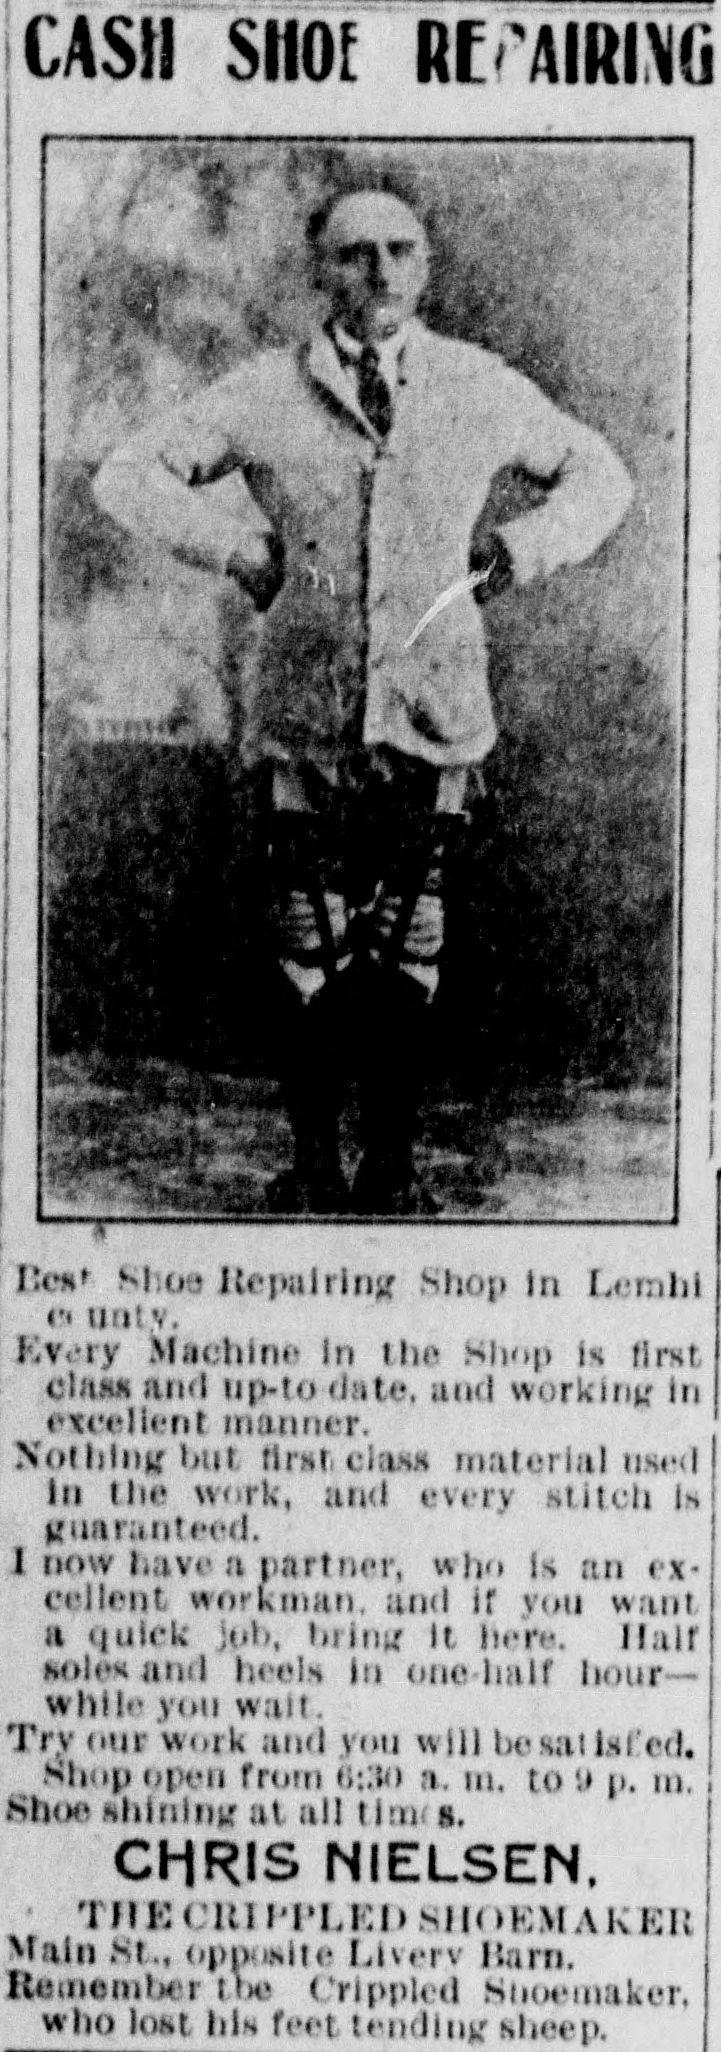 CASH SHOE REPAIRING
Best Shoe Repairing Shop in Lemhi
county.
Every Machine in the Shop is first
class and up-to date, and working in
excellent manner.
Nothing but first class material used
in the work, and every stitch is
guaranteed.
I now have a partner, who is an ex-
cellent workman, and if you want
a quick job, bring it here. Half
soles and heels in one-half hour—
while you wait.
Try our work and you will be satisfied.
Shop open from 6:30 a. m. to 9 p. m.
Shoe shining at all times.
CHRIS NIELSEN,
THE CRIPPLED SHOEMAKER
Main St., opposite Livery Barn.
Remember the Crippled Shoemaker,
who lost his feet tending sheep.